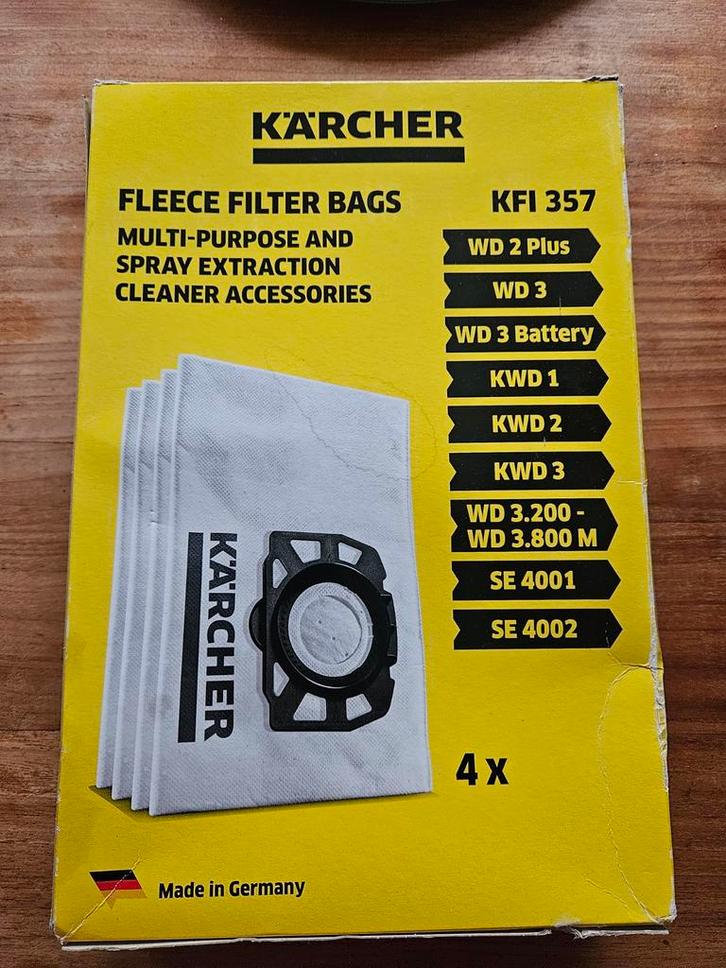 KÄRCHER
FLEECE FILTER BAGS
KFI 357
MULTI-PURPOSE AND
SPRAY EXTRACTION
CLEANER ACCESSORIES
WD 2 Plus
WD 3
WD 3 Battery
KWD 1
KWD 2
KWD 3
WD 3.200 -
WD 3.800 M
SE 4001
SE 4002
KÄRCHER
4 x
Made in Germany